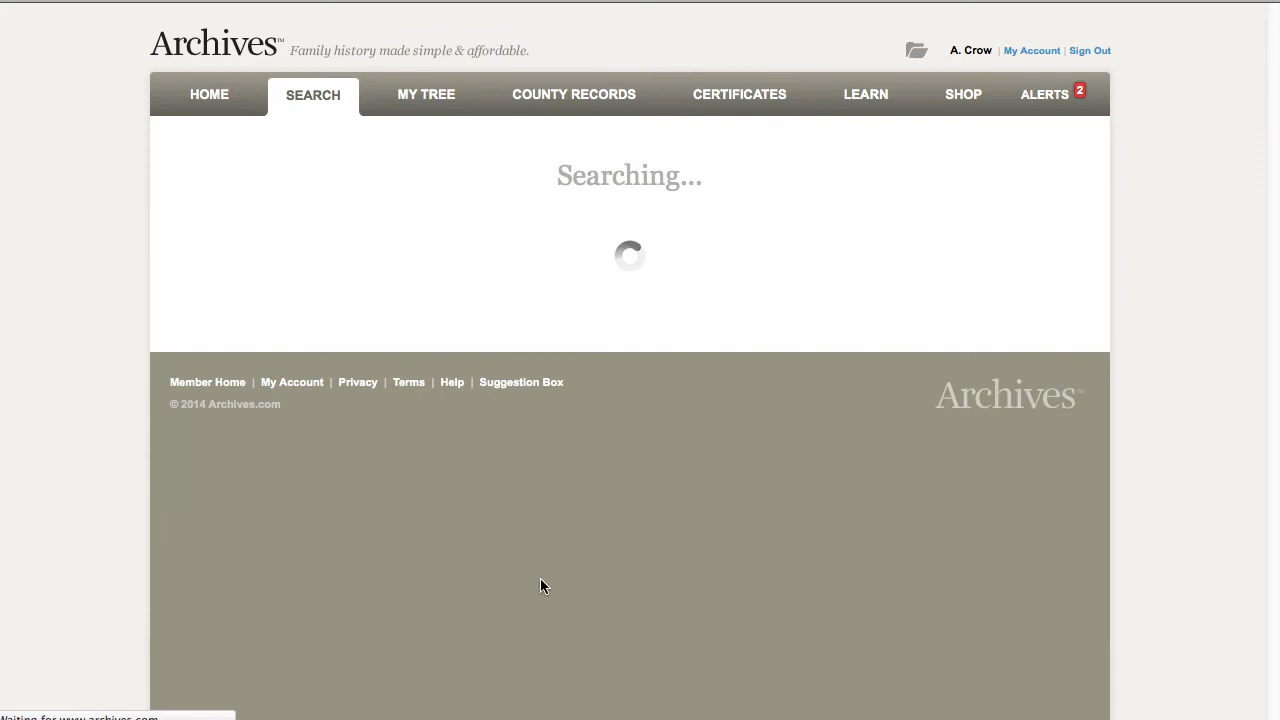 Archives™ Family history made simple & affordable.
A. Crow | My Account | Sign Out
HOME SEARCH MY TREE COUNTY RECORDS CERTIFICATES LEARN SHOP ALERTS 2
Searching...
Member Home | My Account | Privacy | Terms | Help | Suggestion Box
© 2014 Archives.com
Archives™
Waiting for www.archives.com